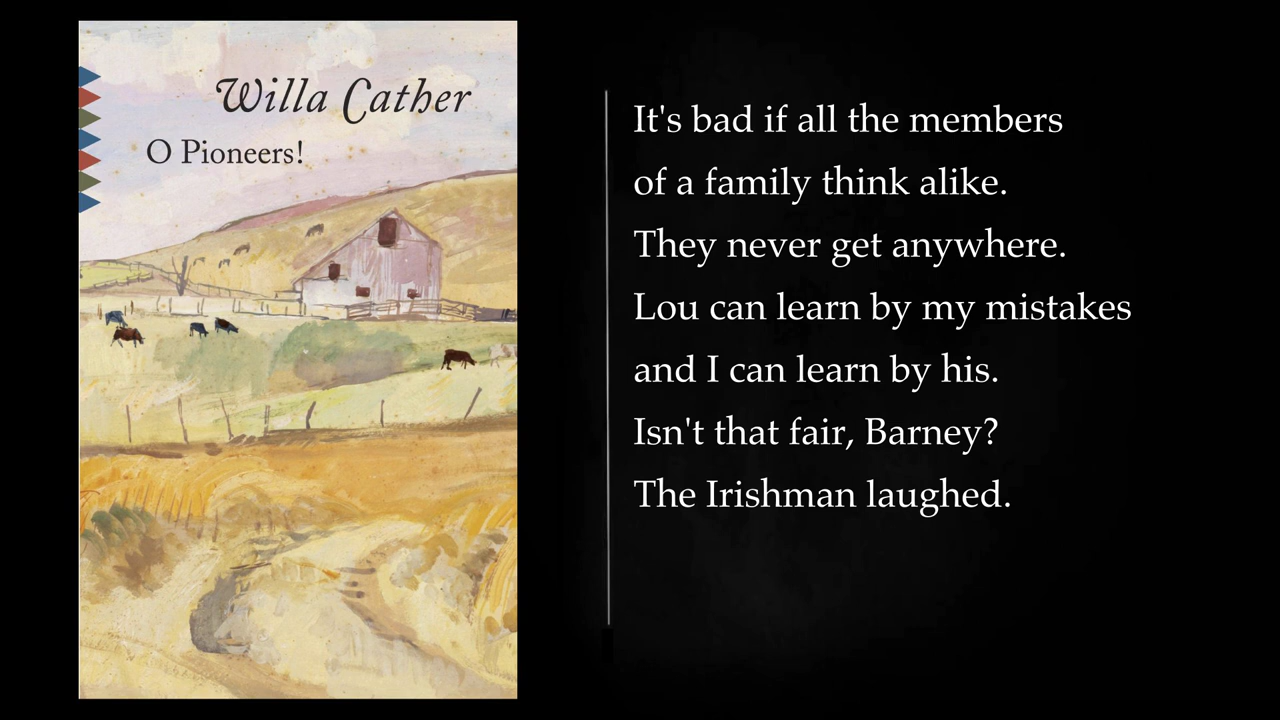 Willa Cather
O Pioneers!
It's bad if all the members
of a family think alike.
They never get anywhere.
Lou can learn by my mistakes
and I can learn by his.
Isn't that fair, Barney?
The Irishman laughed.